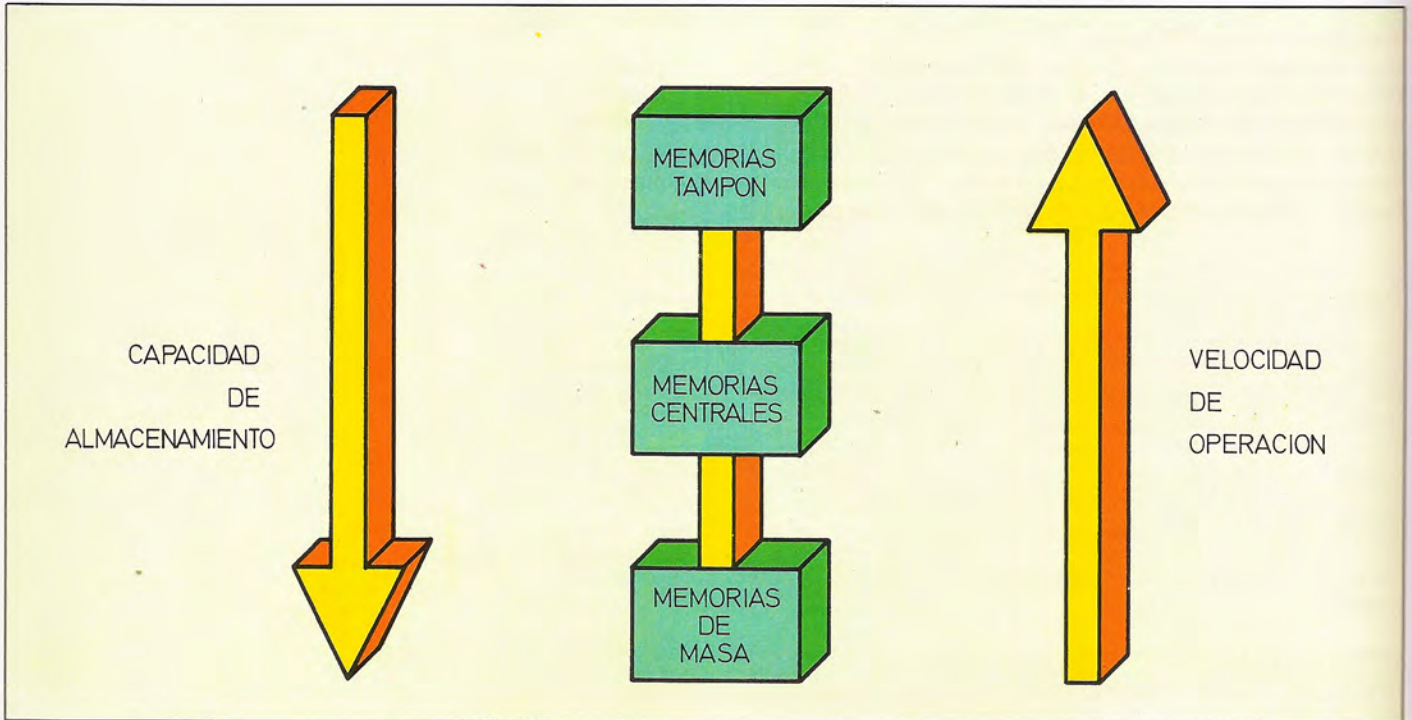 CAPACIDAD
DE
ALMACENAMIENTO
MEMORIAS
TAMPON
MEMORIAS
CENTRALES
MEMORIAS
DE
MASA
VELOCIDAD
DE
OPERACION